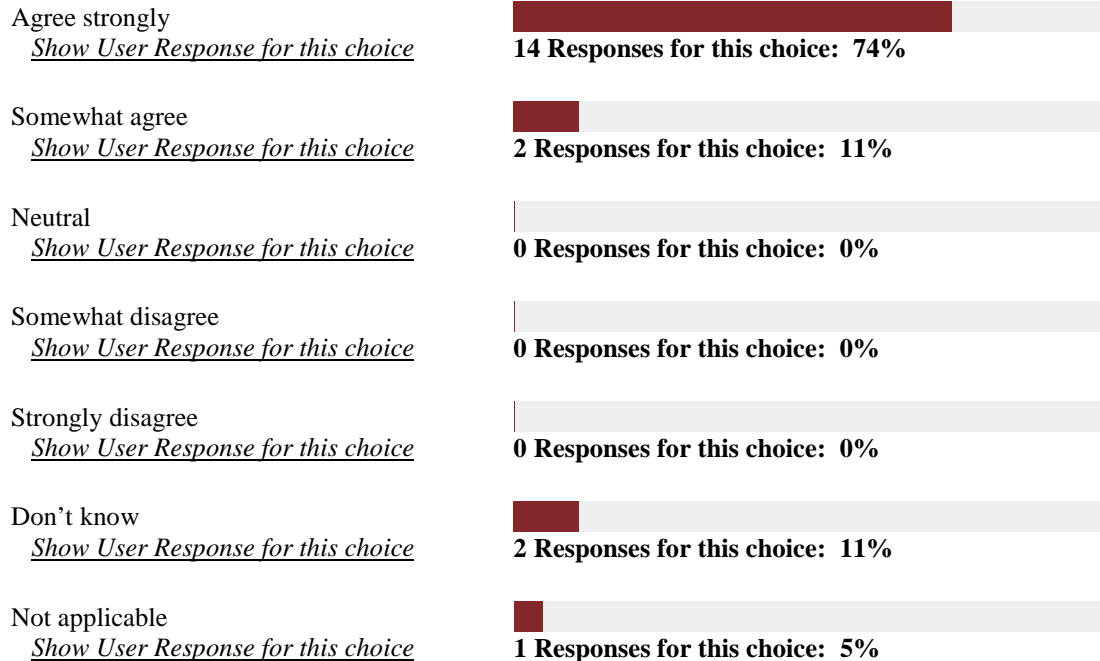 Agree strongly
Show User Response for this choice
14 Responses for this choice:  74%
Somewhat agree
Show User Response for this choice
2 Responses for this choice:  11%
Neutral
Show User Response for this choice
0 Responses for this choice:  0%
Somewhat disagree
Show User Response for this choice
0 Responses for this choice:  0%
Strongly disagree
Show User Response for this choice
0 Responses for this choice:  0%
Don’t know
Show User Response for this choice
2 Responses for this choice:  11%
Not applicable
Show User Response for this choice
1 Responses for this choice:  5%